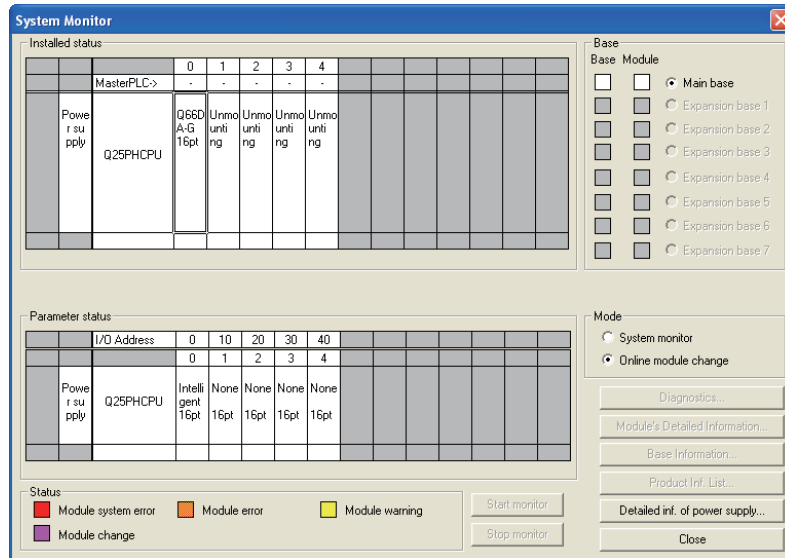 System Monitor
Installed status
0 1 2 3 4
MasterPLC-> - - - - -
Powe
r su
pply
Q25PHCPU
Q66D
A-G
16pt
Unmo
unti
ng
Unmo
unti
ng
Unmo
unti
ng
Unmo
unti
ng
Base
Base Module
Main base
Expansion base 1
Expansion base 2
Expansion base 3
Expansion base 4
Expansion base 5
Expansion base 6
Expansion base 7
Parameter status
I/O Address 0 10 20 30 40
0 1 2 3 4
Powe
r su
pply
Q25PHCPU
Intelli
gent
16pt
None
16pt
None
16pt
None
16pt
None
16pt
Mode
System monitor
Online module change
Diagnostics...
Module's Detailed Information...
Base Information...
Product Inf. List...
Detailed inf. of power supply...
Close
Status
Module system error
Module error
Module warning
Module change
Start monitor
Stop monitor